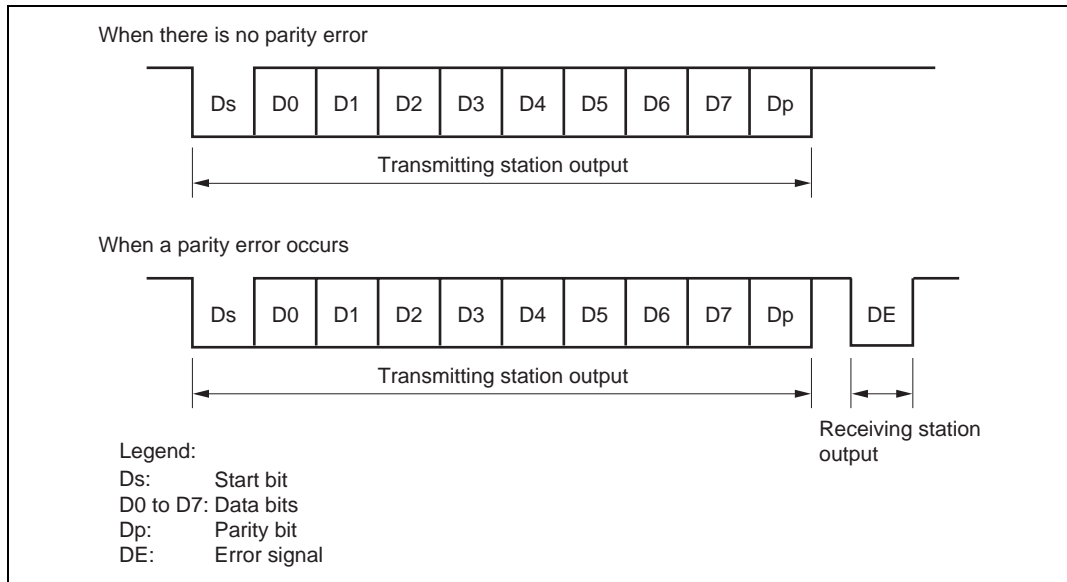 When there is no parity error
Ds D0 D1 D2 D3 D4 D5 D6 D7 Dp
Transmitting station output
When a parity error occurs
Ds D0 D1 D2 D3 D4 D5 D6 D7 Dp DE
Transmitting station output
Receiving station
output
Legend:
Ds: Start bit
D0 to D7: Data bits
Dp: Parity bit
DE: Error signal